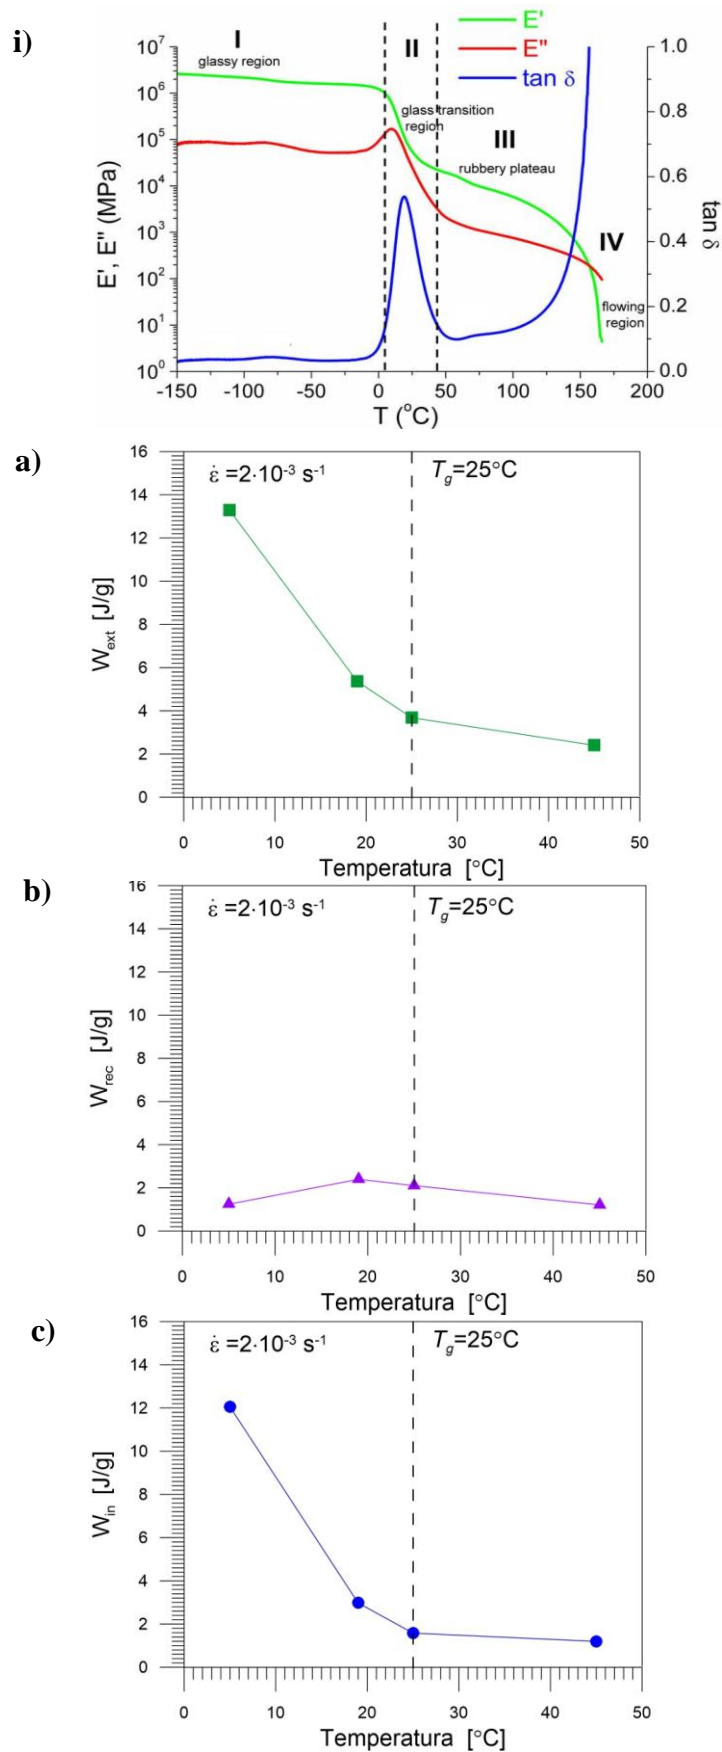 i)
E'
E"
tan δ
I
glassy region
II
glass transition
region
III
rubbery plateau
IV
flowing
region
E', E" (MPa)
10⁷
10⁶
10⁵
10⁴
10³
10²
10¹
10⁰
tan δ
1.0
0.8
0.6
0.4
0.2
0.0
-150 -100 -50 0 50 100 150 200
T (°C)
a)
ε̇ =2·10⁻³ s⁻¹
T_g=25°C
W_ext [J/g]
16
14
12
10
8
6
4
2
0
0 10 20 30 40 50
Temperatura [°C]
b)
ε̇ =2·10⁻³ s⁻¹
T_g=25°C
W_rec [J/g]
16
14
12
10
8
6
4
2
0
0 10 20 30 40 50
Temperatura [°C]
c)
ε̇ =2·10⁻³ s⁻¹
T_g=25°C
W_in [J/g]
16
14
12
10
8
6
4
2
0
0 10 20 30 40 50
Temperatura [°C]